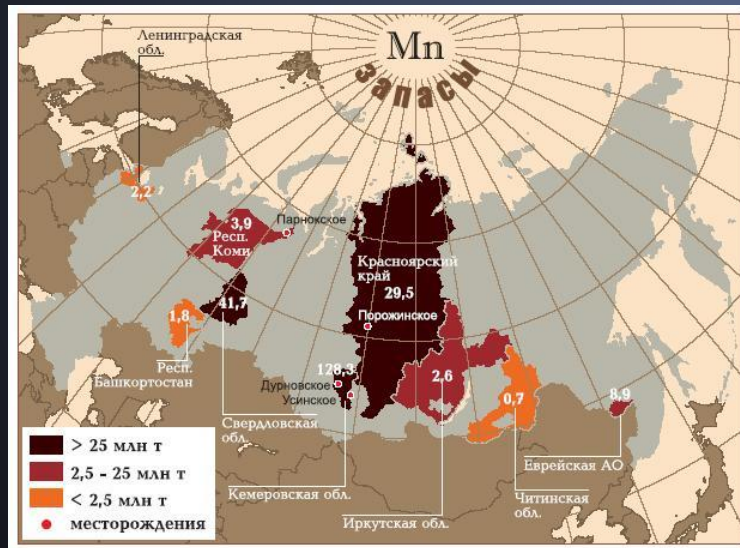 Ленинградская
обл.
Mn
запасы
2,2
3,9
Респ.
Коми
Парнокское
Красноярский
край
29,5
41,7
1,8
Порожинское
Респ.
Башкортостан
128,3
Дурновское
Усинское
2,6
0,7
8,9
Свердловская
обл.
Еврейская АО
Кемеровская обл.
Читинская
обл.
Иркутская обл.
> 25 млн т
2,5 - 25 млн т
< 2,5 млн т
месторождения